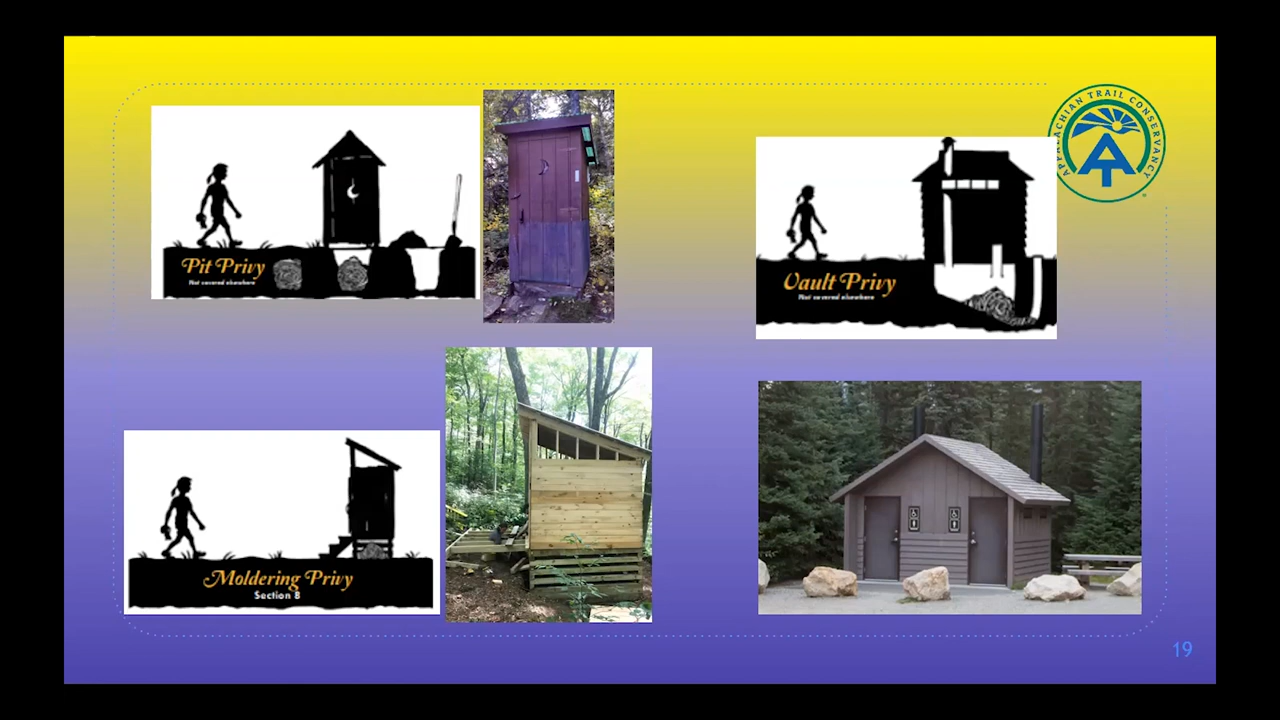 Pit Privy
Not covered elsewhere
APPALACHIAN TRAIL CONSERVANCY
Vault Privy
Not covered elsewhere
Moldering Privy
Section 8
19